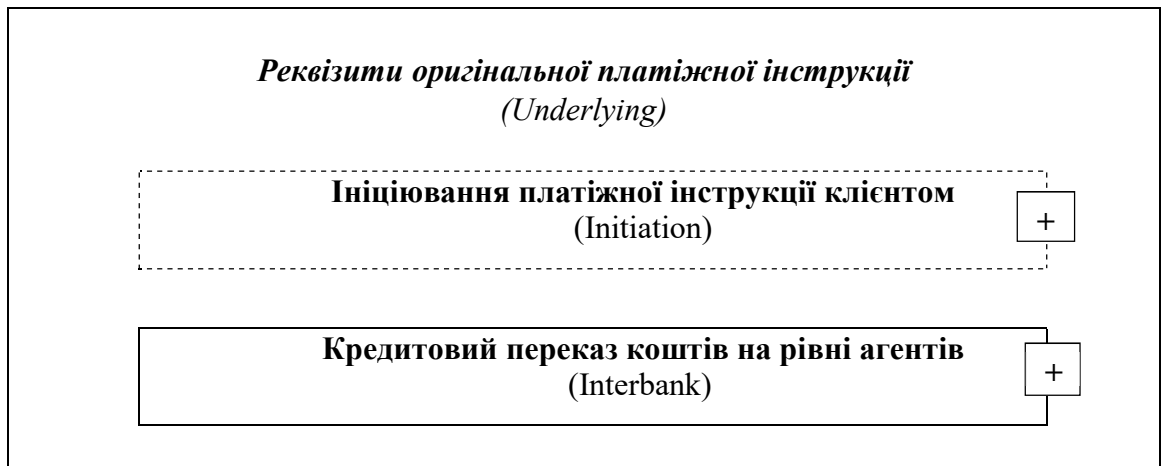 Реквізити оригінальної платіжної інструкції
(Underlying)
Ініціювання платіжної інструкції клієнтом
(Initiation)
+
Кредитовий переказ коштів на рівні агентів
(Interbank)
+